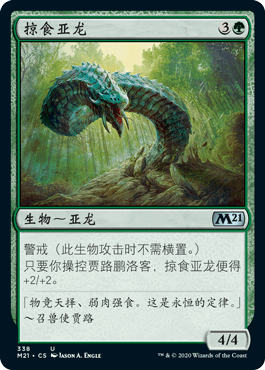 掠食亚龙 3
生物～亚龙 M21
警戒（此生物攻击时不需横置。）
只要你操控贾路鹏洛客，掠食亚龙便得
+2/+2。
「物竞天择、弱肉强食。这是永恒的定律。」
～召兽使贾路
4/4
338 U
M21 • CS JASON A. ENGLE
™ & © 2020 Wizards of the Coast